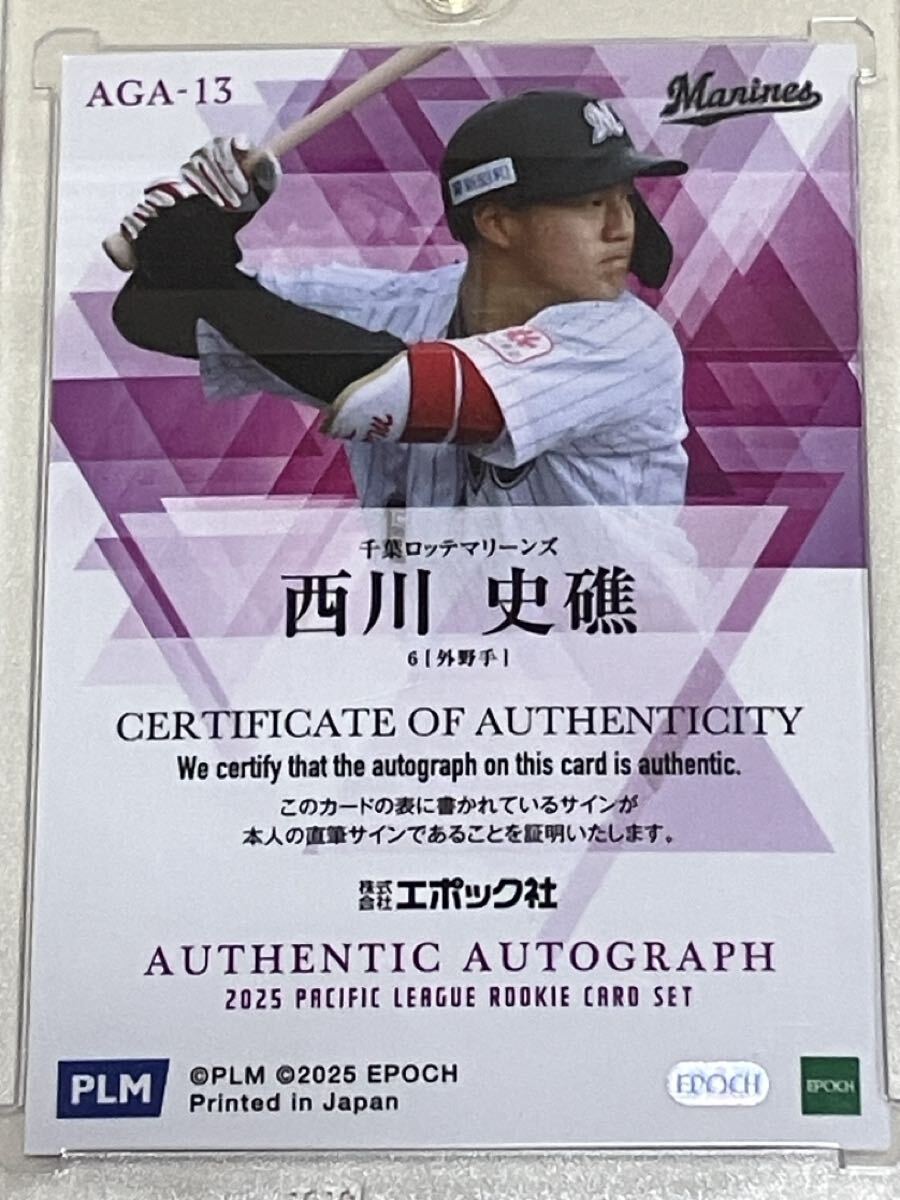 AGA-13
Marines
M
千葉ロッテマリーンズ
西川 史礁
6 [外野手]
CERTIFICATE OF AUTHENTICITY
We certify that the autograph on this card is authentic.
このカードの表に書かれているサインが
本人の直筆サインであることを証明いたします。
株式会社エポック社
AUTHENTIC AUTOGRAPH
2025 PACIFIC LEAGUE ROOKIE CARD SET
PLM
©PLM ©2025 EPOCH
Printed in Japan
EPOCH
EPOCH